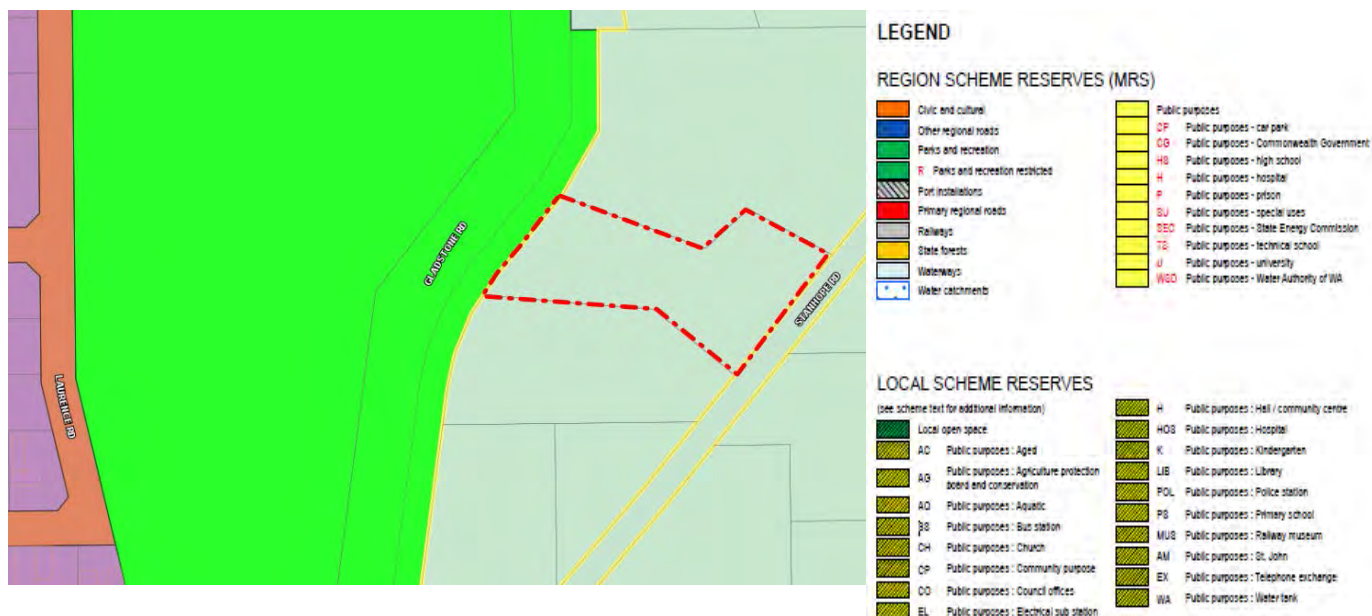 GLADSTONE RD
STANHOPE RD
LAURENCE RD
LEGEND
REGION SCHEME RESERVES (MRS)
Civic and cultural
Other regional roads
Parks and recreation
R Parks and recreation restricted
Port installations
Primary regional roads
Railways
State forests
Waterways
Water catchments
Public purposes
CP Public purposes - car park
CG Public purposes - Commonwealth Government
HS Public purposes - high school
H Public purposes - hospital
P Public purposes - prison
SU Public purposes - special uses
SEC Public purposes - State Energy Commission
TS Public purposes - technical school
U Public purposes - university
WSD Public purposes - Water Authority of WA
LOCAL SCHEME RESERVES
(see scheme text for additional information)
Local open space
AC Public purposes : Aged
AG Public purposes : Agriculture protection
board and conservation
AQ Public purposes : Aquatic
BS Public purposes : Bus station
CH Public purposes : Church
CP Public purposes : Community purpose
CO Public purposes : Council offices
EL Public purposes : Electrical sub station
H Public purposes : Hall / community centre
HOS Public purposes : Hospital
K Public purposes : Kindergarten
LIB Public purposes : Library
POL Public purposes : Police station
PS Public purposes : Primary school
MUS Public purposes : Railway museum
AM Public purposes : St. John
EX Public purposes : Telephone exchange
WA Public purposes : Water tank